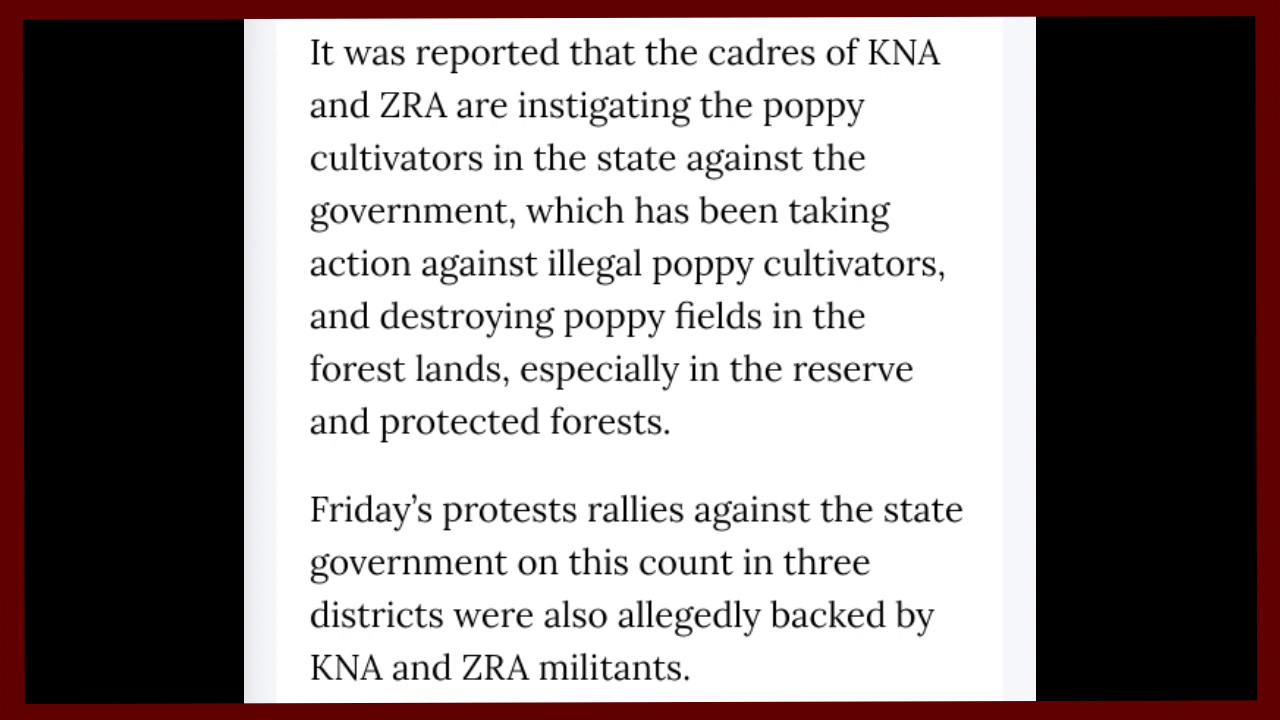 It was reported that the cadres of KNA
and ZRA are instigating the poppy
cultivators in the state against the
government, which has been taking
action against illegal poppy cultivators,
and destroying poppy fields in the
forest lands, especially in the reserve
and protected forests.
Friday’s protests rallies against the state
government on this count in three
districts were also allegedly backed by
KNA and ZRA militants.